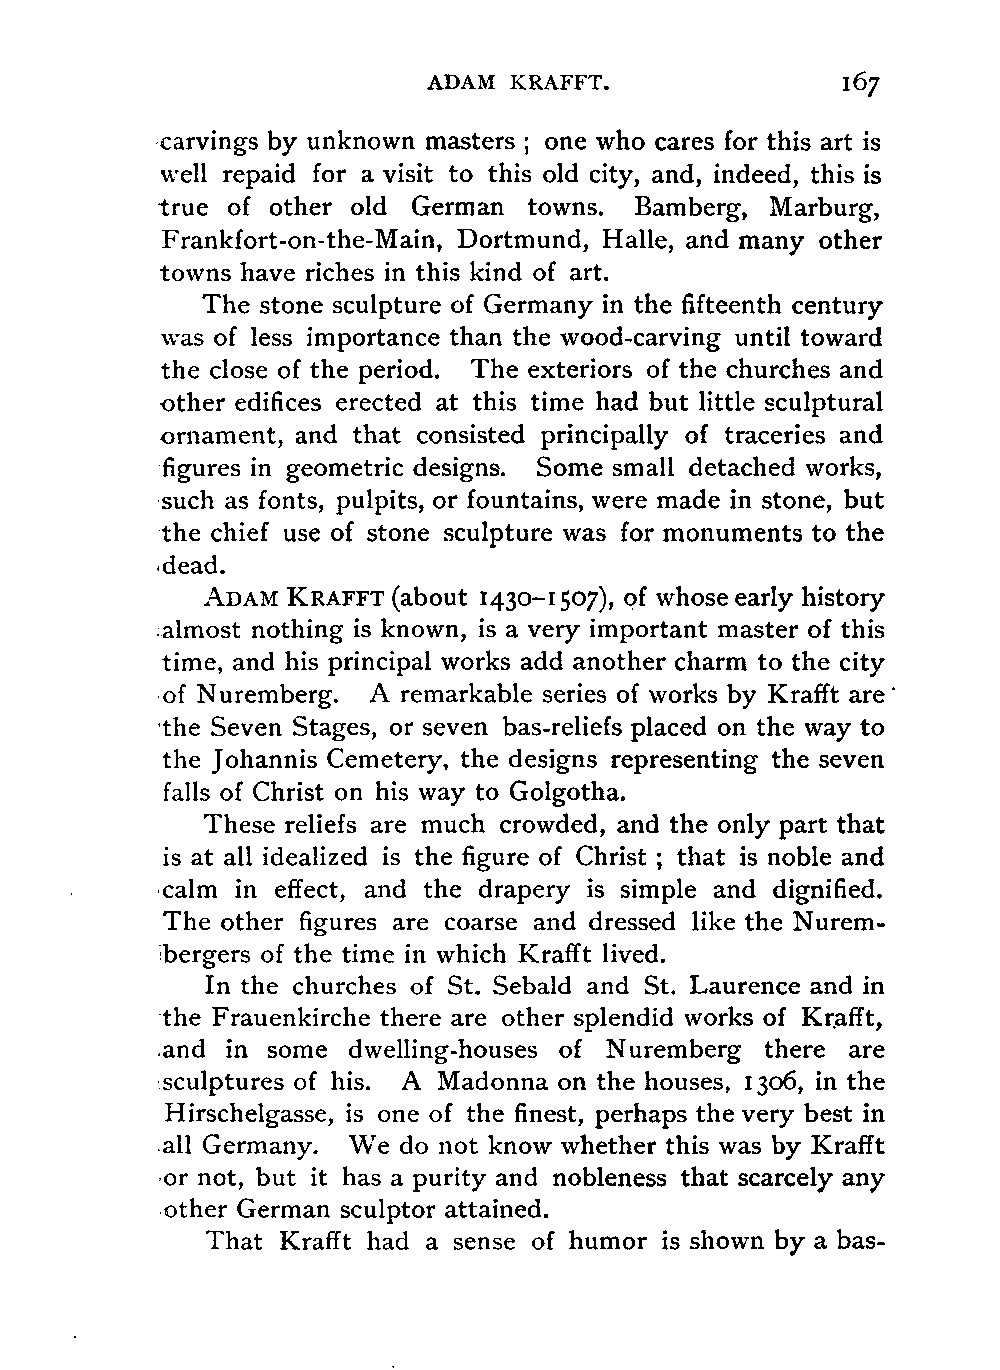 ADAM KRAFFT. 167
carvings by unknown masters ; one who cares for this art is
well repaid for a visit to this old city, and, indeed, this is
true of other old German towns. Bamberg, Marburg,
Frankfort-on-the-Main, Dortmund, Halle, and many other
towns have riches in this kind of art.
The stone sculpture of Germany in the fifteenth century
was of less importance than the wood-carving until toward
the close of the period. The exteriors of the churches and
other edifices erected at this time had but little sculptural
ornament, and that consisted principally of traceries and
figures in geometric designs. Some small detached works,
such as fonts, pulpits, or fountains, were made in stone, but
the chief use of stone sculpture was for monuments to the
dead.
ADAM KRAFFT (about 1430–1507), of whose early history
almost nothing is known, is a very important master of this
time, and his principal works add another charm to the city
of Nuremberg. A remarkable series of works by Krafft are
the Seven Stages, or seven bas-reliefs placed on the way to
the Johannis Cemetery, the designs representing the seven
falls of Christ on his way to Golgotha.
These reliefs are much crowded, and the only part that
is at all idealized is the figure of Christ ; that is noble and
calm in effect, and the drapery is simple and dignified.
The other figures are coarse and dressed like the Nurem-
bergers of the time in which Krafft lived.
In the churches of St. Sebald and St. Laurence and in
the Frauenkirche there are other splendid works of Krafft,
and in some dwelling-houses of Nuremberg there are
sculptures of his. A Madonna on the houses, 1306, in the
Hirschelgasse, is one of the finest, perhaps the very best in
all Germany. We do not know whether this was by Krafft
or not, but it has a purity and nobleness that scarcely any
other German sculptor attained.
That Krafft had a sense of humor is shown by a bas-